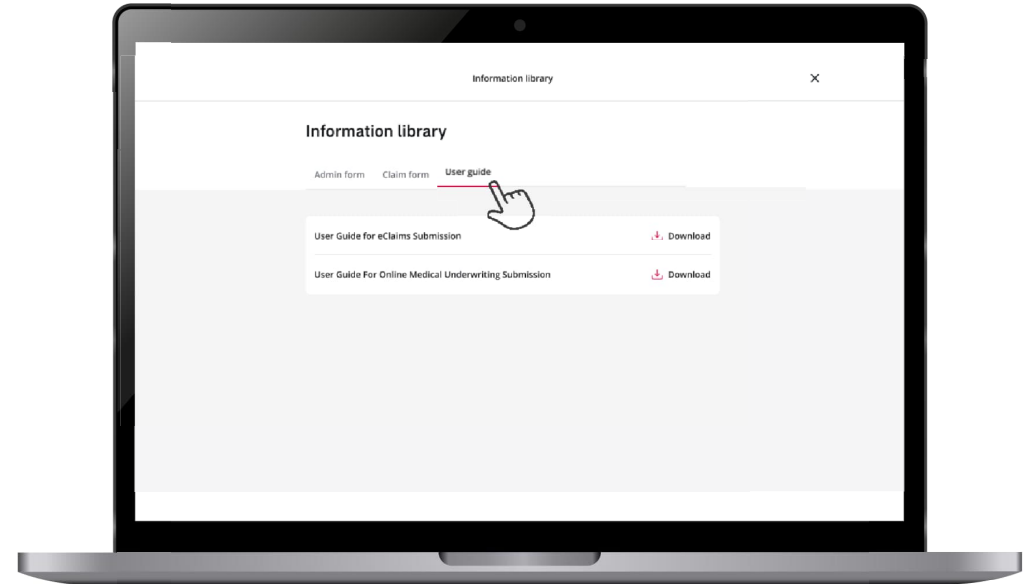 Information library
Information library
Admin form Claim form User guide
User Guide for eClaims Submission Download
User Guide For Online Medical Underwriting Submission Download